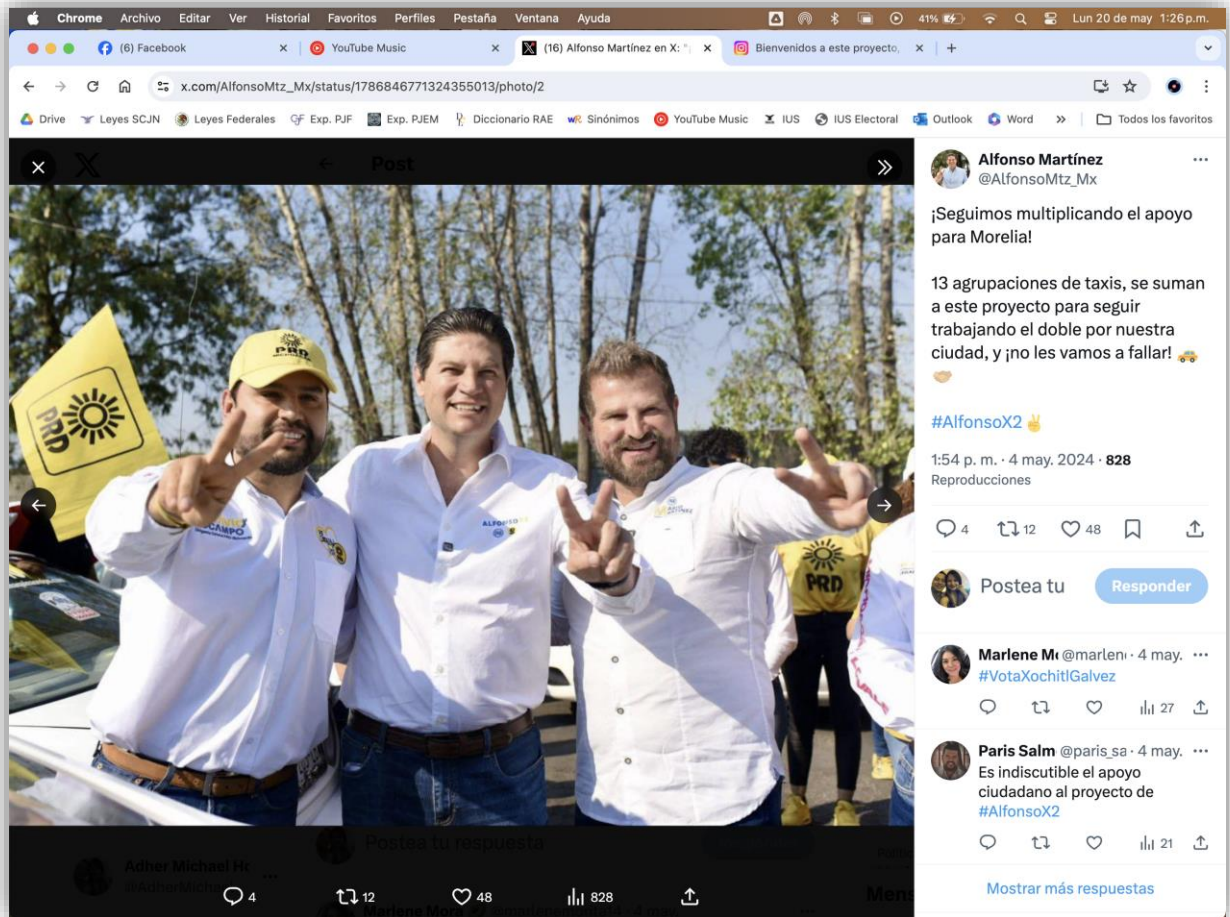 Chrome Archivo Editar Ver Historial Favoritos Perfiles Pestaña Ventana Ayuda
41% Lun 20 de may 1:26 p.m.
(6) Facebook
YouTube Music
(16) Alfonso Martínez en X: "¡
Bienvenidos a este proyecto,
x.com/AlfonsoMtz_Mx/status/1786846771324355013/photo/2
Drive Leyes SCJN Leyes Federales Exp. PJF Exp. PJEM Diccionario RAE Sinónimos YouTube Music IUS IUS Electoral Outlook Word Todos los favoritos
Post
PRD
PRD
OCAMPO
ALFONSO
PRD
Postea tu respuesta
Adher Michael
4 12 48 828
Alfonso Martínez
@AlfonsoMtz_Mx
¡Seguimos multiplicando el apoyo
para Morelia!
13 agrupaciones de taxis, se suman
a este proyecto para seguir
trabajando el doble por nuestra
ciudad, y ¡no les vamos a fallar! 🚕
🤝🏼
#AlfonsoX2 ✌️
1:54 p. m. · 4 may. 2024 · 828
Reproducciones
4 12 48
Postea tu Responder
Marlene Mo @marlen · 4 may.
#VotaXochitlGalvez
27
Paris Salm @paris_sa · 4 may.
Es indiscutible el apoyo
ciudadano al proyecto de
#AlfonsoX2
21
Mostrar más respuestas